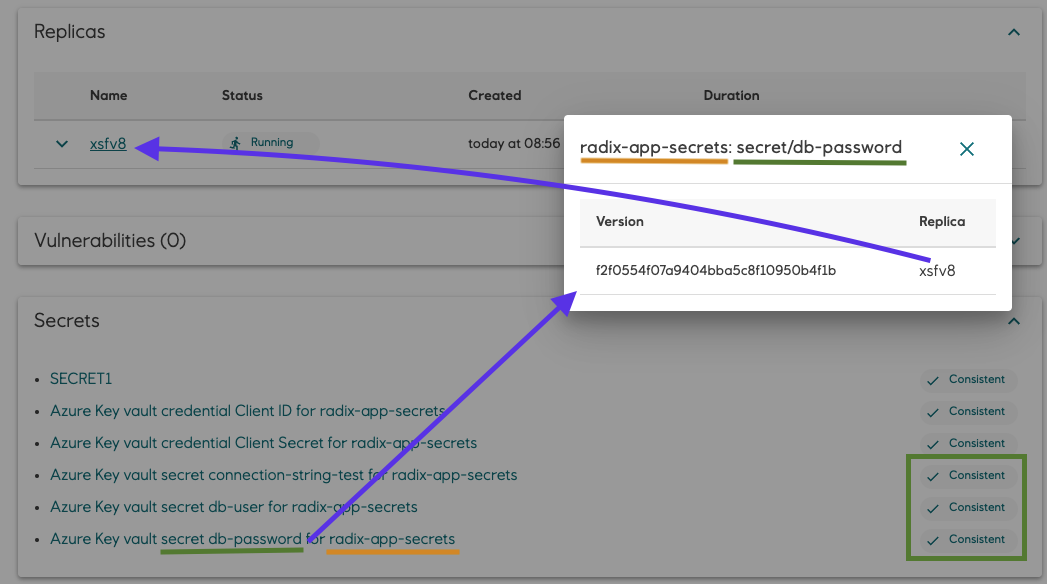 Replicas
Name Status Created Duration
xsfv8 Running today at 08:56
radix-app-secrets: secret/db-password
Version Replica
f2f0554f07a9404bba5c8f10950b4f1b xsfv8
Vulnerabilities (0)
Secrets
SECRET1 Consistent
Azure Key vault credential Client ID for radix-app-secrets Consistent
Azure Key vault credential Client Secret for radix-app-secrets Consistent
Azure Key vault secret connection-string-test for radix-app-secrets Consistent
Azure Key vault secret db-user for radix-app-secrets Consistent
Azure Key vault secret db-password for radix-app-secrets Consistent